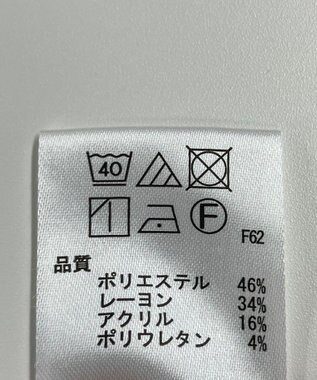 40
F
F62
品質
ポリエステル 46%
レーヨン 34%
アクリル 16%
ポリウレタン 4%